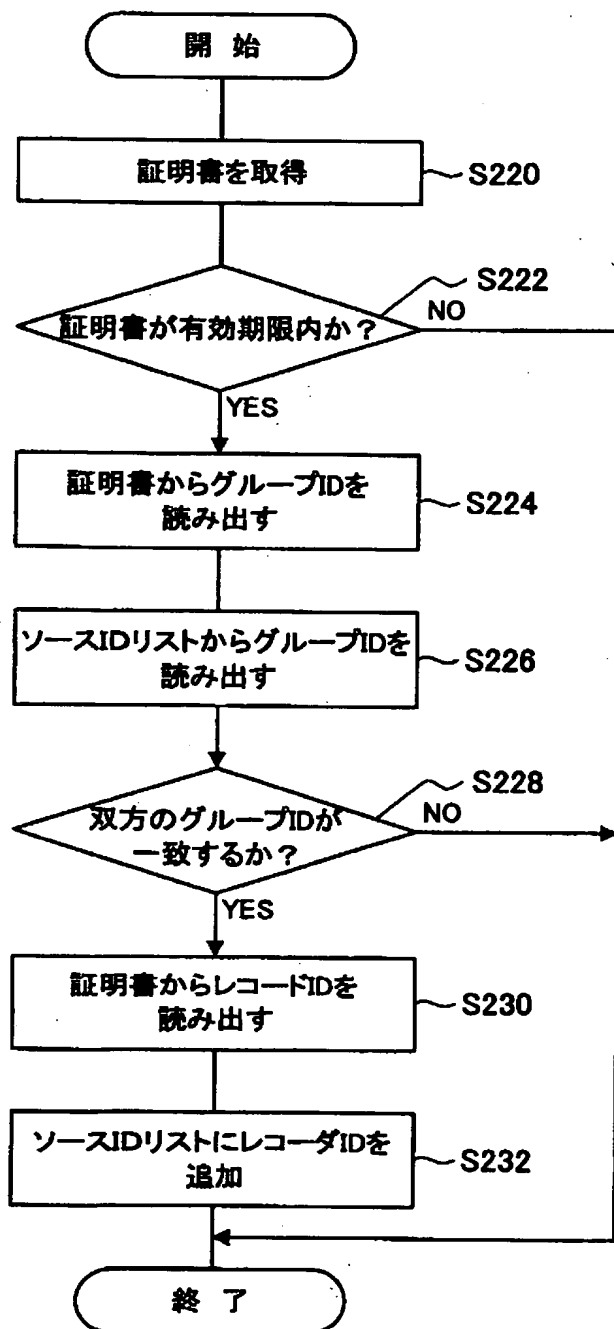 開 始
証明書を取得
S220
証明書が有効期限内か？
S222
NO
YES
証明書からグループIDを
読み出す
S224
ソースIDリストからグループIDを
読み出す
S226
双方のグループIDが
一致するか？
S228
NO
YES
証明書からレコードIDを
読み出す
S230
ソースIDリストにレコーダIDを
追加
S232
終 了